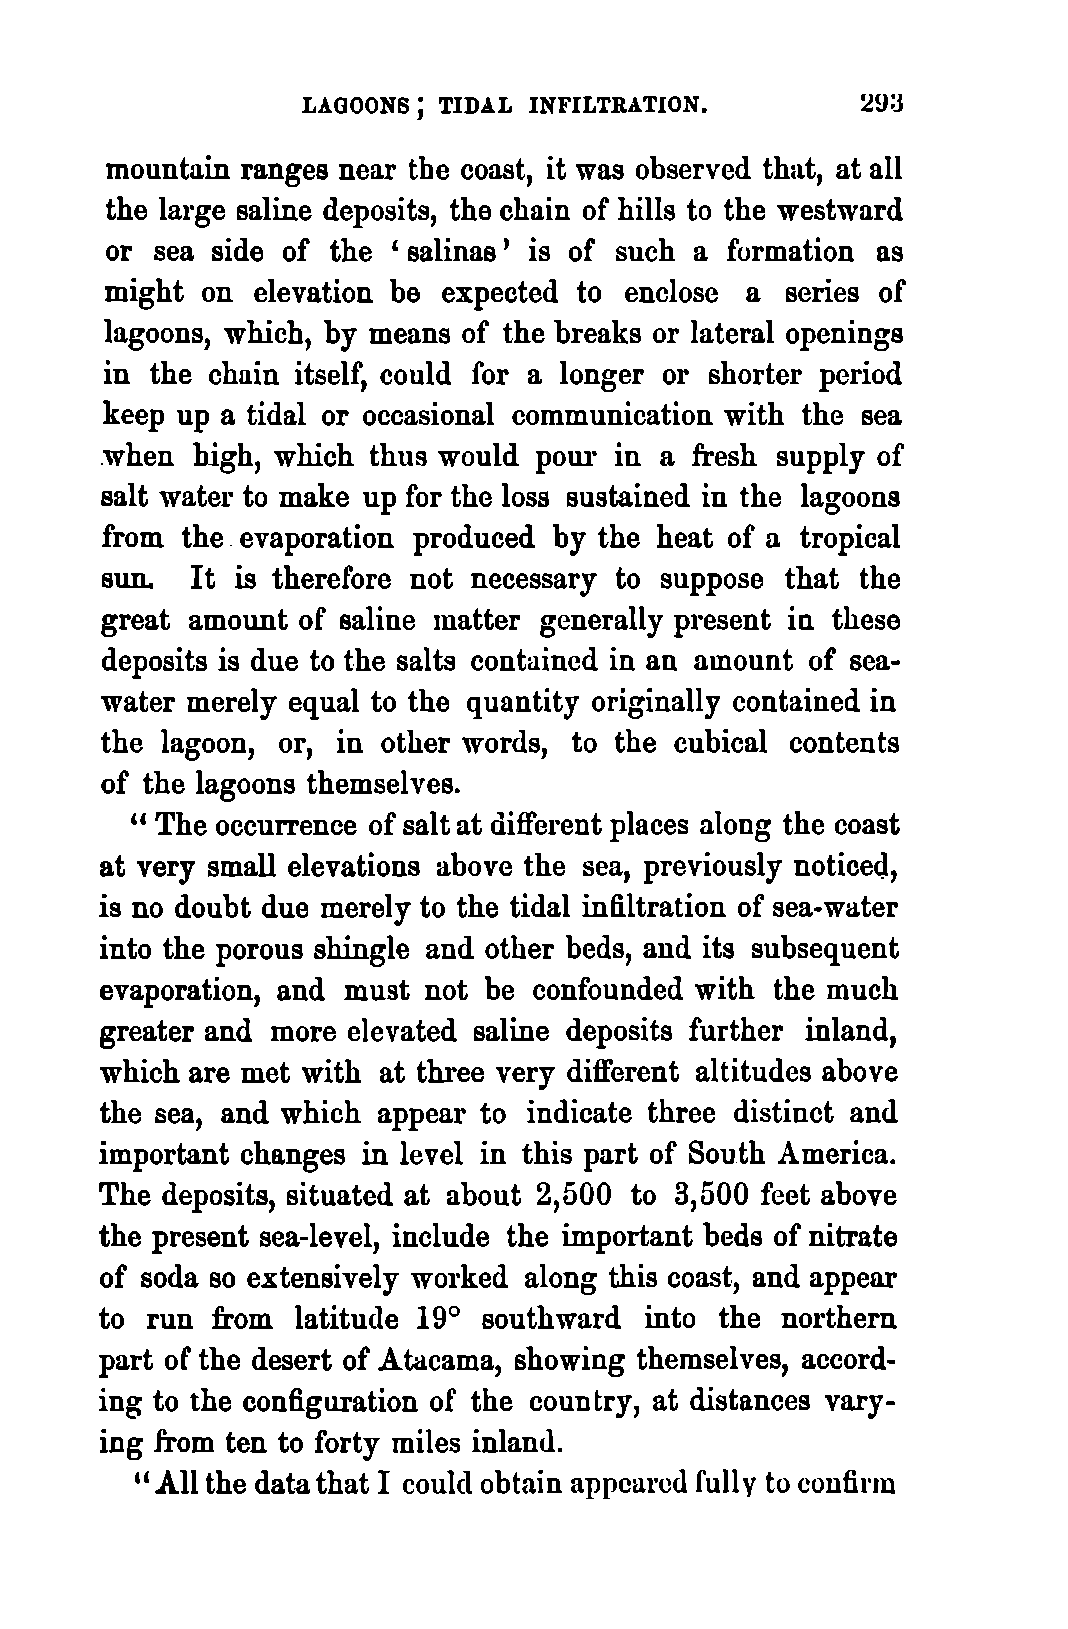 LAGOONS; TIDAL INFILTRATION. 293
mountain ranges near the coast, it was observed that, at all
the large saline deposits, the chain of hills to the westward
or sea side of the ‘salinas’ is of such a formation as
might on elevation be expected to enclose a series of
lagoons, which, by means of the breaks or lateral openings
in the chain itself, could for a longer or shorter period
keep up a tidal or occasional communication with the sea
when high, which thus would pour in a fresh supply of
salt water to make up for the loss sustained in the lagoons
from the evaporation produced by the heat of a tropical
sun. It is therefore not necessary to suppose that the
great amount of saline matter generally present in these
deposits is due to the salts contained in an amount of sea-
water merely equal to the quantity originally contained in
the lagoon, or, in other words, to the cubical contents
of the lagoons themselves.
“The occurrence of salt at different places along the coast
at very small elevations above the sea, previously noticed,
is no doubt due merely to the tidal infiltration of sea-water
into the porous shingle and other beds, and its subsequent
evaporation, and must not be confounded with the much
greater and more elevated saline deposits further inland,
which are met with at three very different altitudes above
the sea, and which appear to indicate three distinct and
important changes in level in this part of South America.
The deposits, situated at about 2,500 to 3,500 feet above
the present sea-level, include the important beds of nitrate
of soda so extensively worked along this coast, and appear
to run from latitude 19° southward into the northern
part of the desert of Atacama, showing themselves, accord-
ing to the configuration of the country, at distances vary-
ing from ten to forty miles inland.
“All the data that I could obtain appeared fully to confirm